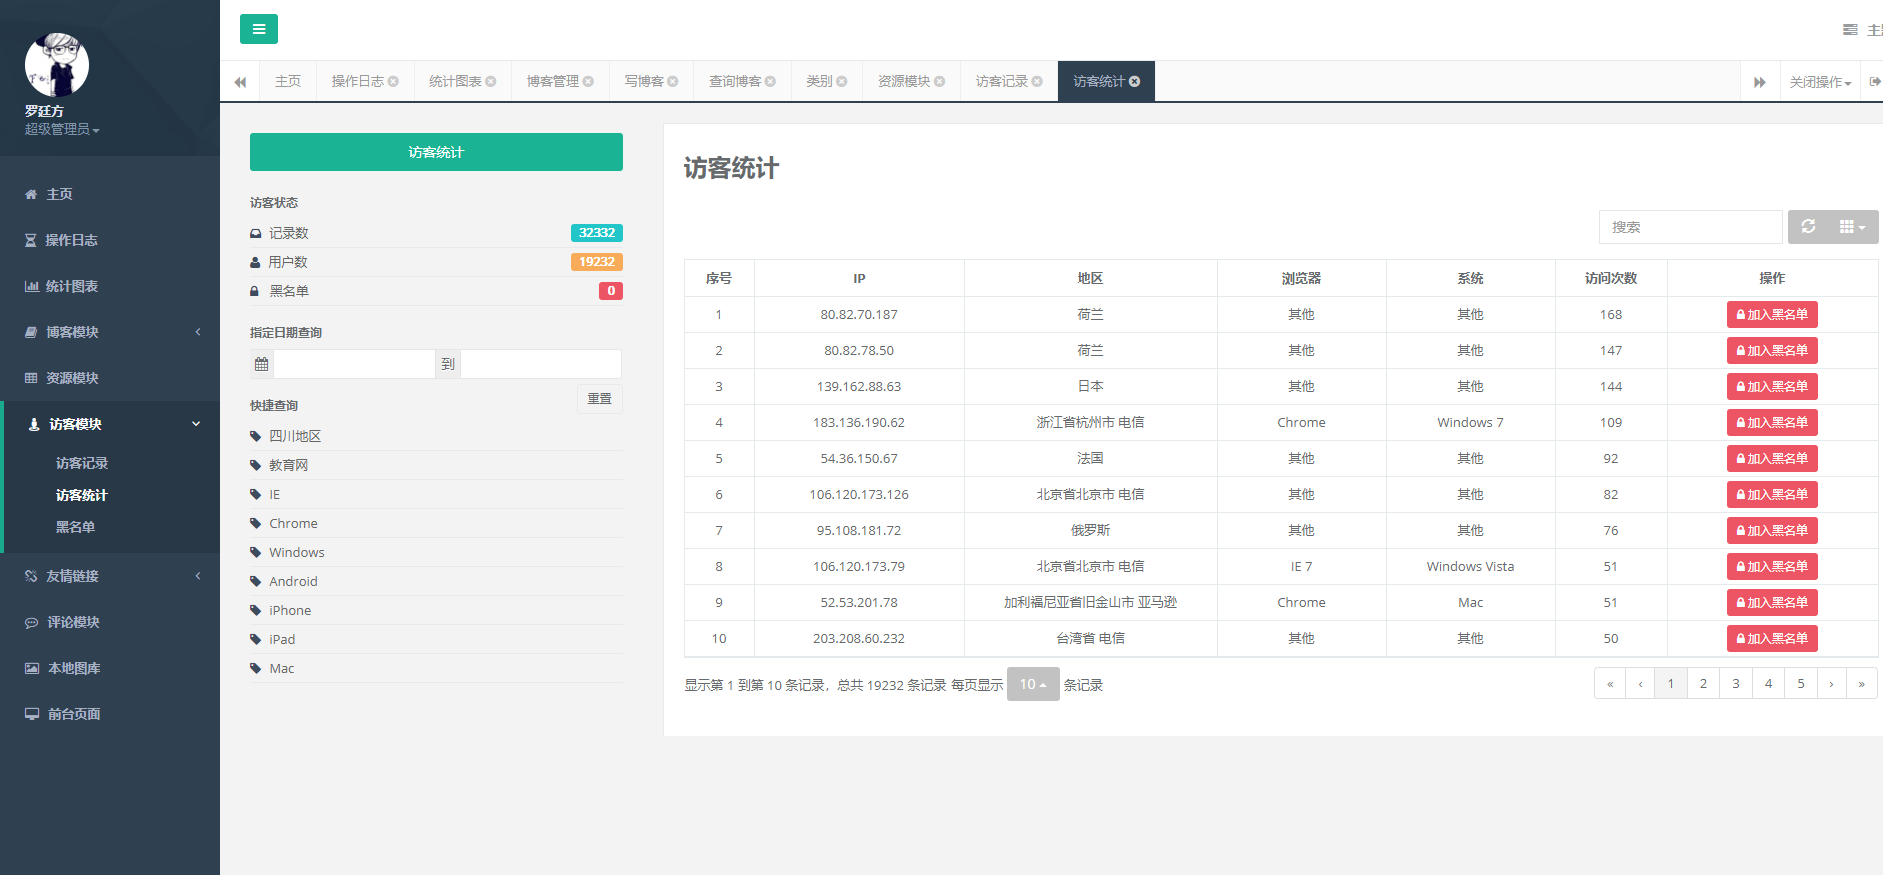 罗廷方
超级管理员
主页
操作日志
统计图表
博客模块
资源模块
访客模块
访客记录
访客统计
黑名单
友情链接
评论模块
本地图库
前台页面
主页 操作日志 统计图表 博客管理 写博客 查询博客 类别 资源模块 访客记录 访客统计 关闭操作
访客统计
访客状态
记录数 32332
用户数 19232
黑名单 0
指定日期查询
到
重置
快捷查询
四川地区
教育网
IE
Chrome
Windows
Android
iPhone
iPad
Mac
访客统计
搜索
序号 IP 地区 浏览器 系统 访问次数 操作
1 80.82.70.187 荷兰 其他 其他 168 加入黑名单
2 80.82.78.50 荷兰 其他 其他 147 加入黑名单
3 139.162.88.63 日本 其他 其他 144 加入黑名单
4 183.136.190.62 浙江省杭州市 电信 Chrome Windows 7 109 加入黑名单
5 54.36.150.67 法国 其他 其他 92 加入黑名单
6 106.120.173.126 北京省北京市 电信 其他 其他 82 加入黑名单
7 95.108.181.72 俄罗斯 其他 其他 76 加入黑名单
8 106.120.173.79 北京省北京市 电信 IE 7 Windows Vista 51 加入黑名单
9 52.53.201.78 加利福尼亚省旧金山市 亚马逊 Chrome Mac 51 加入黑名单
10 203.208.60.232 台湾省 电信 其他 其他 50 加入黑名单
显示第 1 到第 10 条记录，总共 19232 条记录 每页显示 10 条记录
« ‹ 1 2 3 4 5 › »